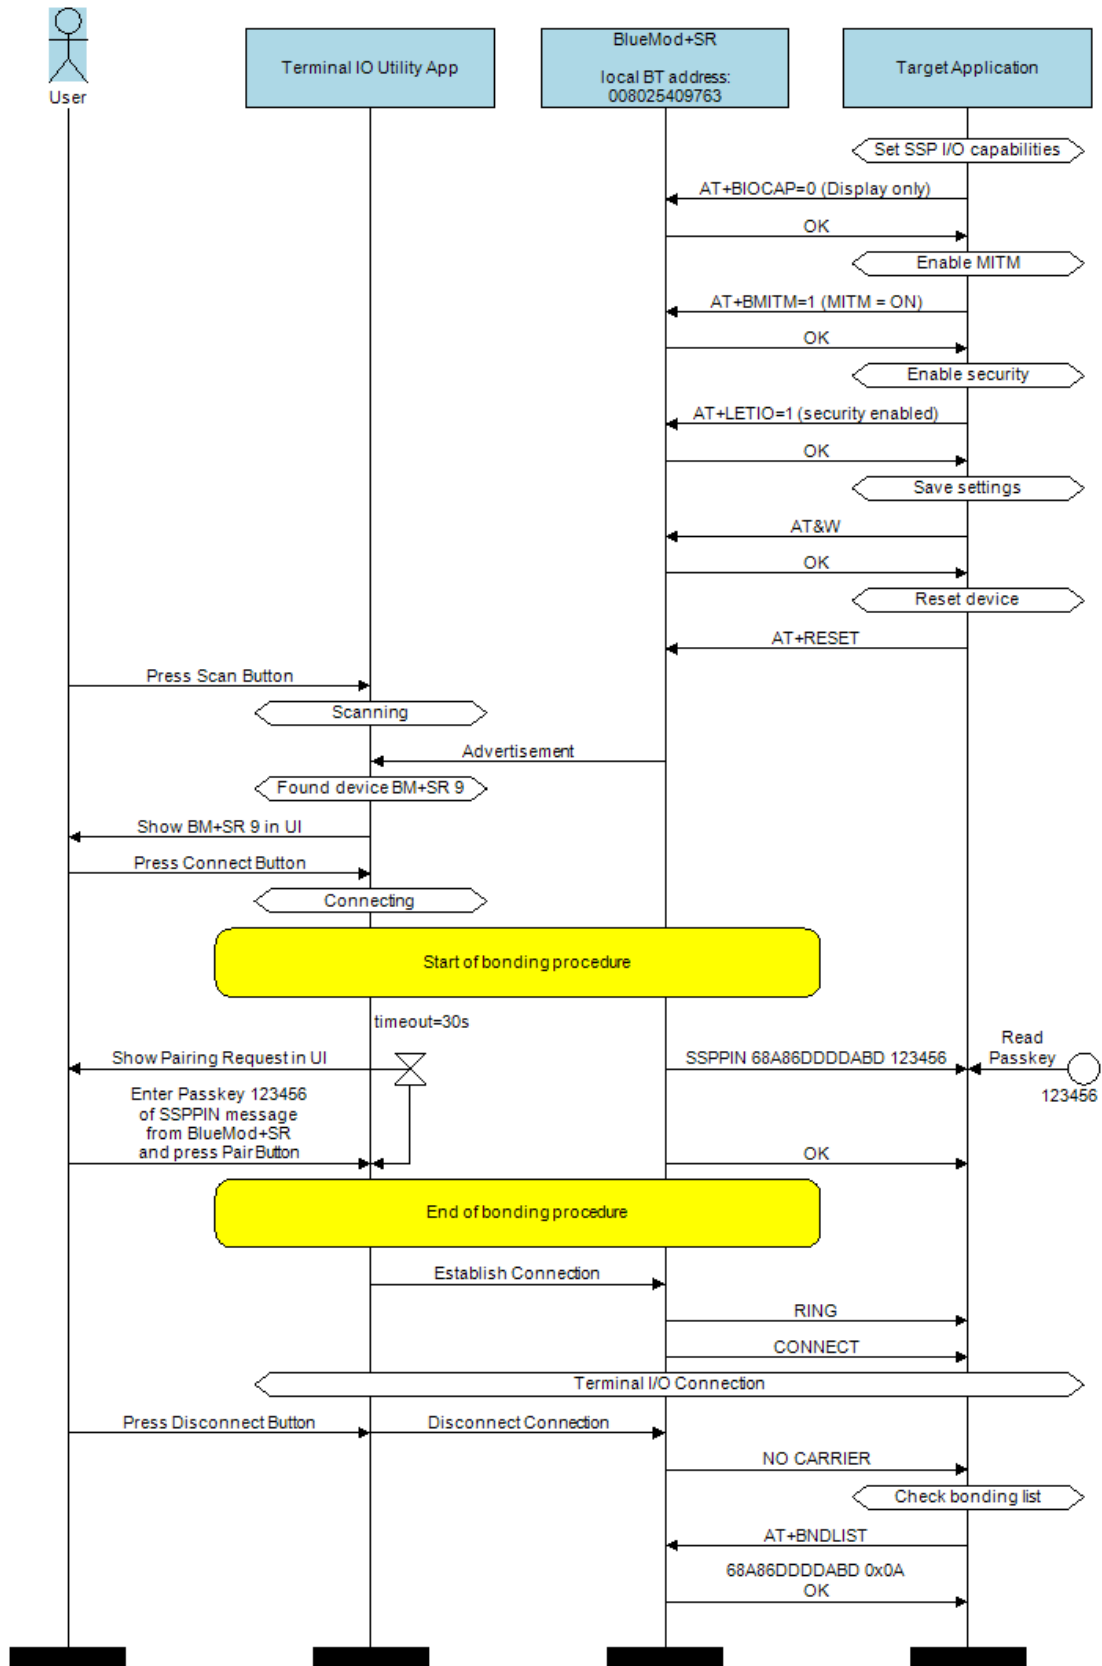 User
Terminal IO Utility App
BlueMod+SR
local BT address:
008025409763
Target Application
Set SSP I/O capabilities
AT+BIOCAP=0 (Display only)
OK
Enable MITM
AT+BMITM=1 (MITM = ON)
OK
Enable security
AT+LETIO=1 (security enabled)
OK
Save settings
AT&W
OK
Reset device
AT+RESET
Press Scan Button
Scanning
Advertisement
Found device BM+SR 9
Show BM+SR 9 in UI
Press Connect Button
Connecting
Start of bonding procedure
timeout=30s
Show Pairing Request in UI
SSPPIN 68A86DDDDABD 123456
Read
Passkey
123456
Enter Passkey 123456
of SSPPIN message
from BlueMod+SR
and press Pair Button
OK
End of bonding procedure
Establish Connection
RING
CONNECT
Terminal I/O Connection
Press Disconnect Button
Disconnect Connection
NO CARRIER
Check bonding list
AT+BNDLIST
68A86DDDDABD 0x0A
OK